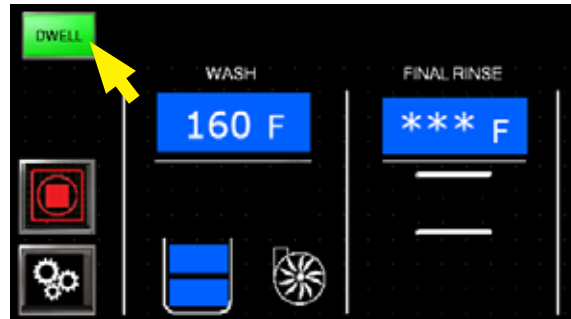 DWELL
WASH
FINAL RINSE
160 F
*** F